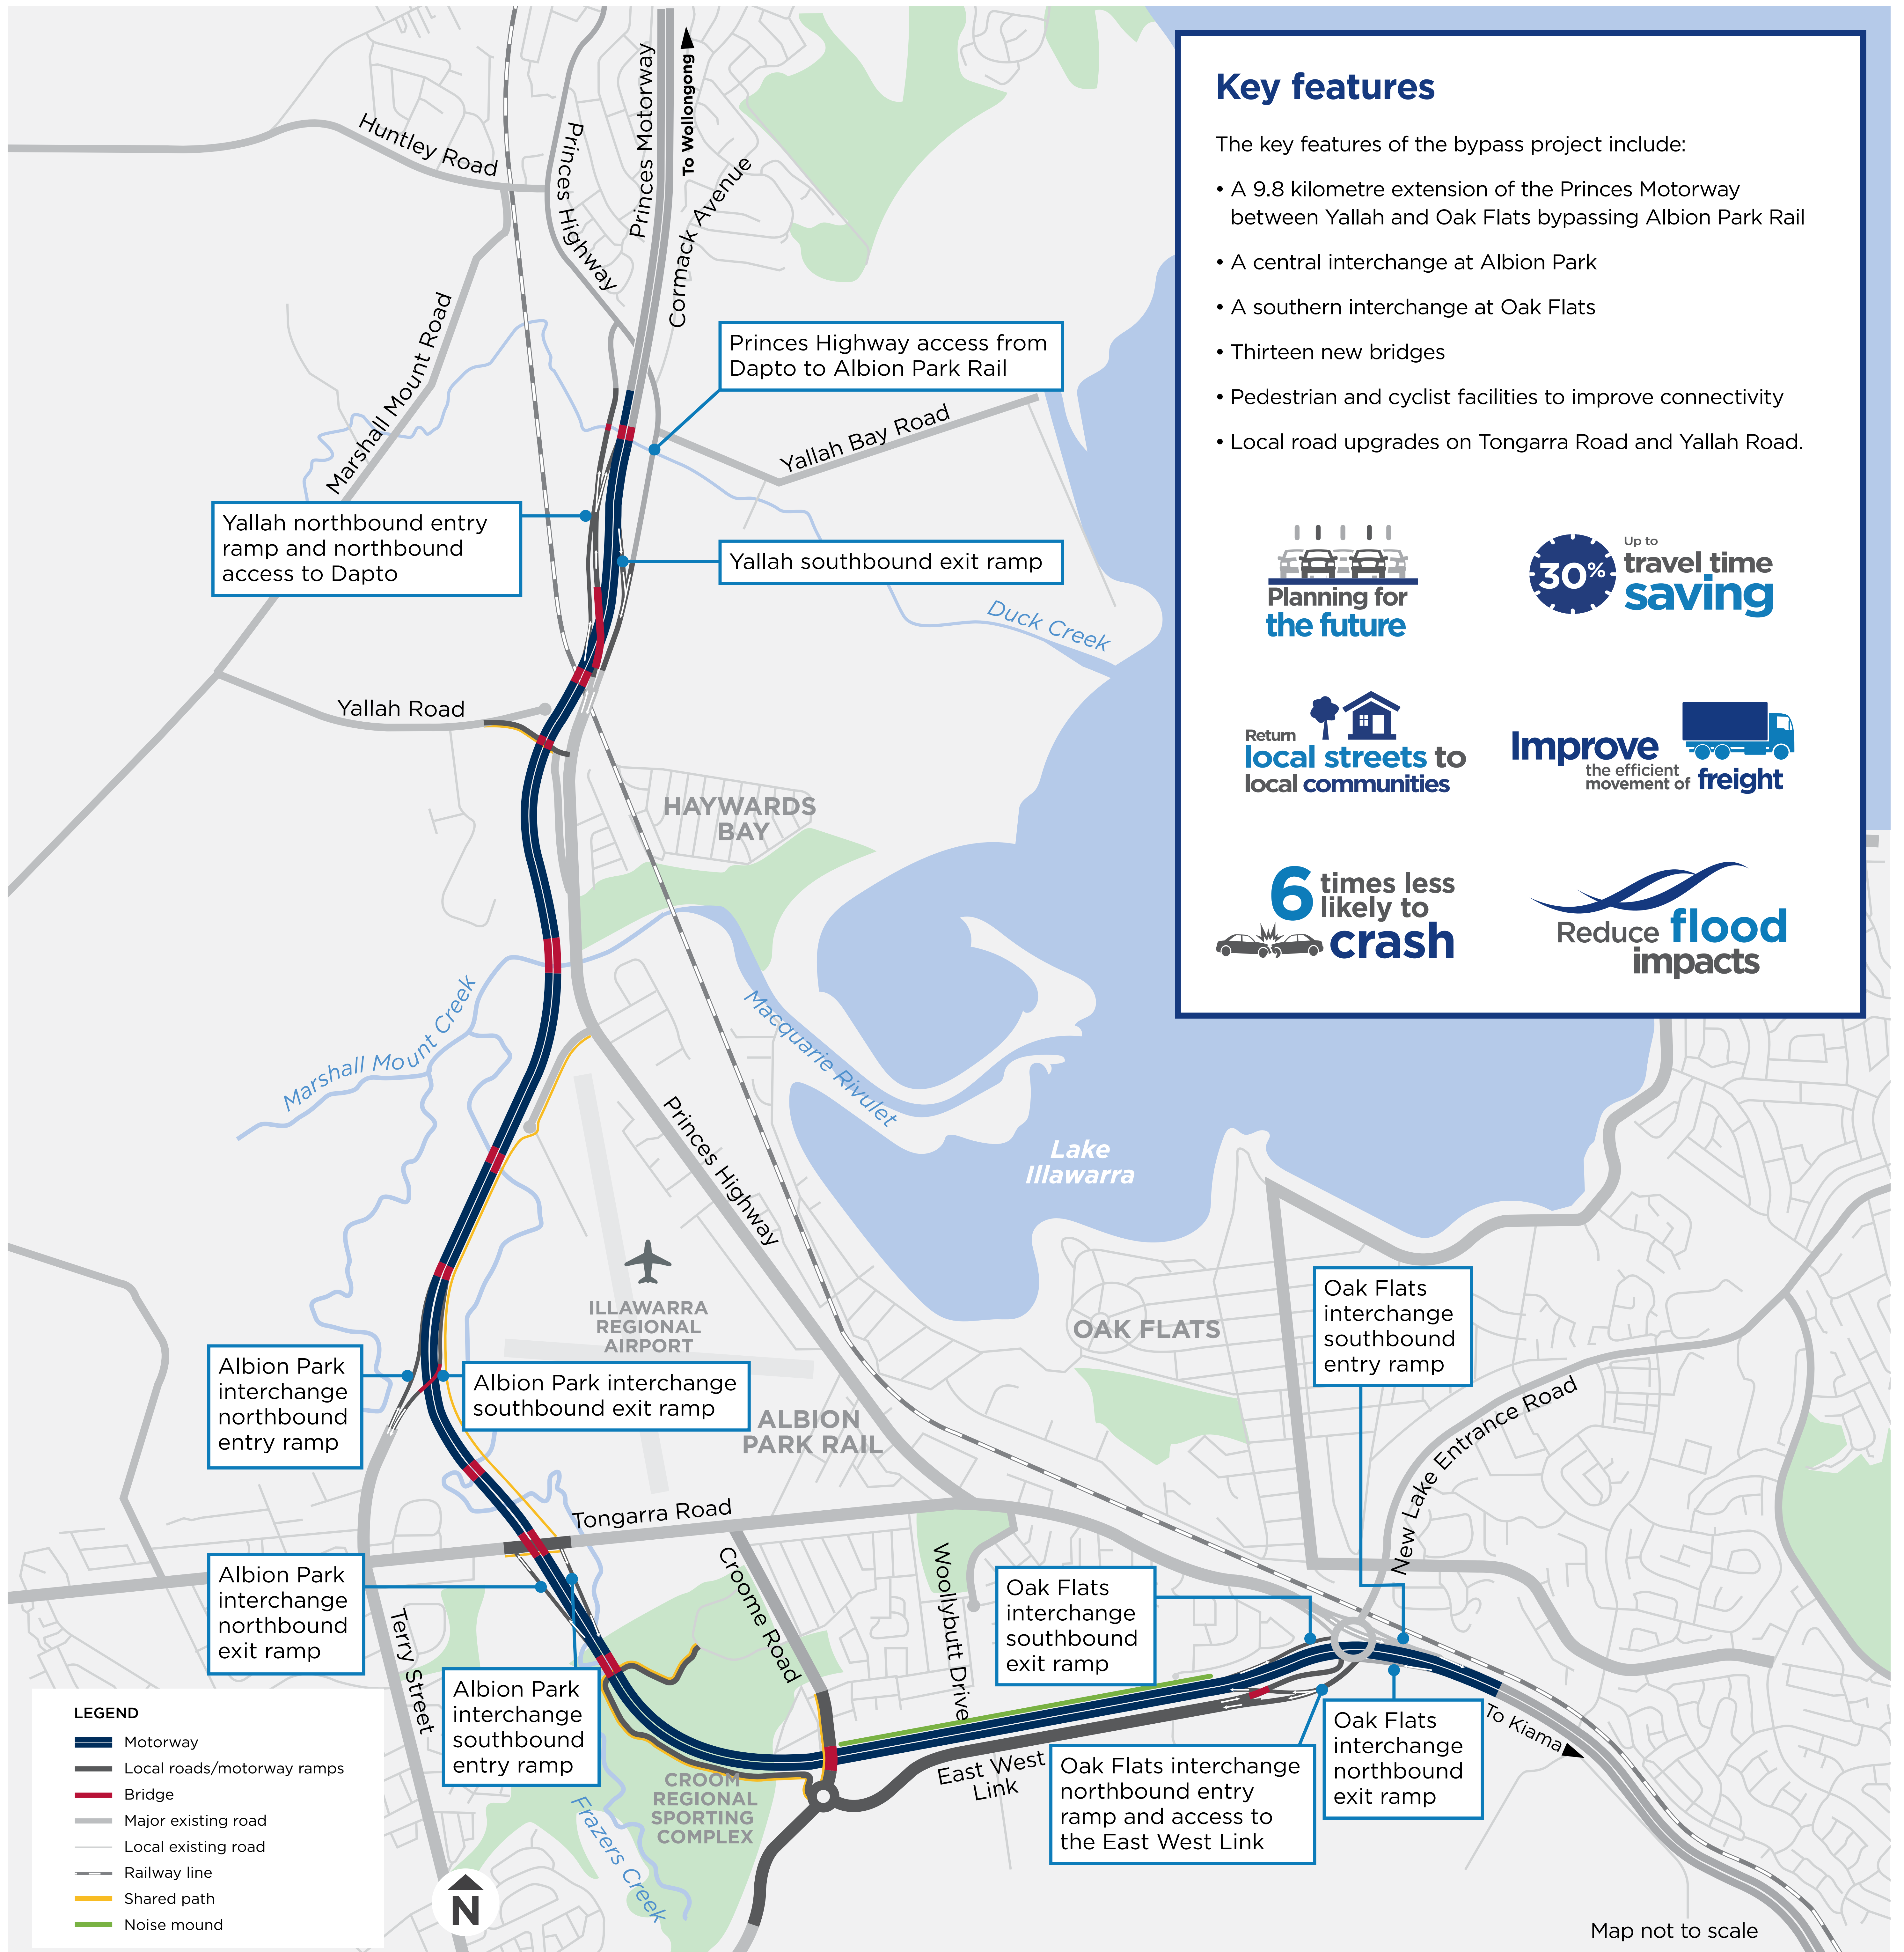 Huntley Road
Princes Highway
Princes Motorway
To Wollongong
Cormack Avenue
Marshall Mount Road
Princes Highway access from
Dapto to Albion Park Rail
Yallah Bay Road
Yallah northbound entry
ramp and northbound
access to Dapto
Yallah southbound exit ramp
Duck Creek
Yallah Road
HAYWARDS
BAY
Marshall Mount Creek
Macquarie Rivulet
Princes Highway
Lake
Illawarra
ILLAWARRA
REGIONAL
AIRPORT
OAK FLATS
Albion Park
interchange
northbound
entry ramp
Albion Park interchange
southbound exit ramp
ALBION
PARK RAIL
Oak Flats
interchange
southbound
entry ramp
New Lake Entrance Road
Tongarra Road
Croome Road
Woollybutt Drive
Terry Street
Albion Park
interchange
northbound
exit ramp
Albion Park
interchange
southbound
entry ramp
Oak Flats
interchange
southbound
exit ramp
Oak Flats
interchange
northbound
exit ramp
Oak Flats interchange
northbound entry
ramp and access to
the East West Link
East West
Link
To Kiama
CROOM
REGIONAL
SPORTING
COMPLEX
Frazers Creek
Key features
The key features of the bypass project include:
• A 9.8 kilometre extension of the Princes Motorway
between Yallah and Oak Flats bypassing Albion Park Rail
• A central interchange at Albion Park
• A southern interchange at Oak Flats
• Thirteen new bridges
• Pedestrian and cyclist facilities to improve connectivity
• Local road upgrades on Tongarra Road and Yallah Road.
Planning for
the future
30%
Up to
travel time
saving
Return
local streets to
local communities
Improve
the efficient
movement of freight
6 times less
likely to
crash
Reduce flood
impacts
LEGEND
Motorway
Local roads/motorway ramps
Bridge
Major existing road
Local existing road
Railway line
Shared path
Noise mound
N
Map not to scale